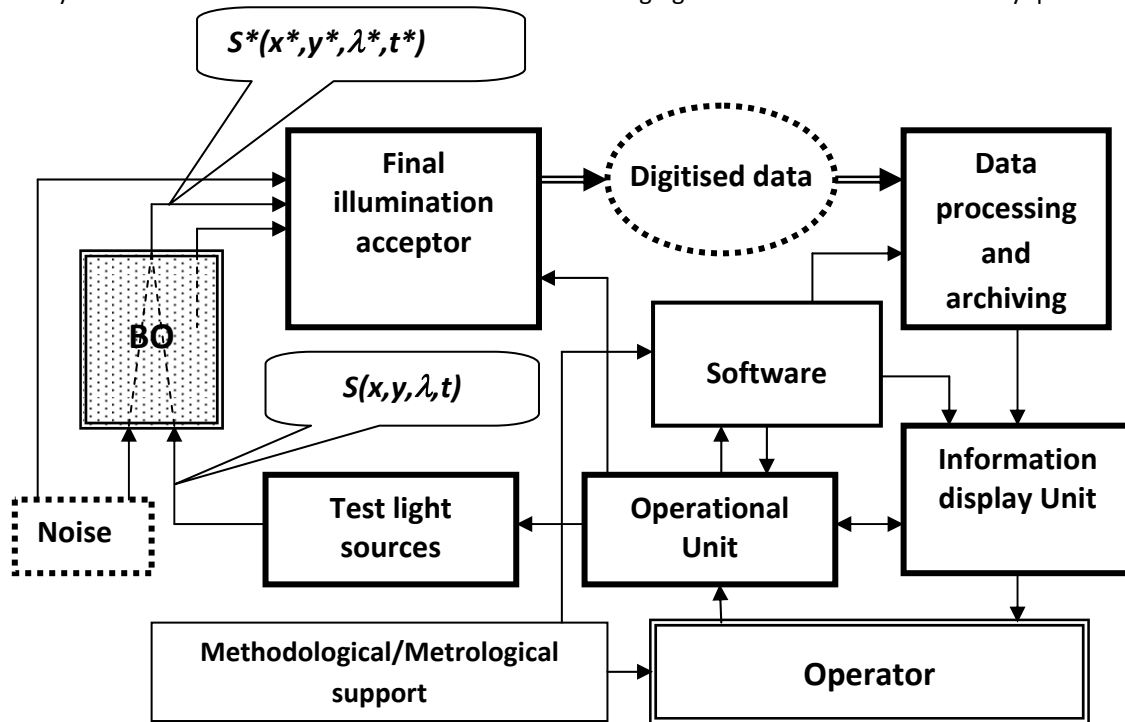 S*(x*,y*,λ*,t*)
Final
illumination
acceptor
Digitised data
Data
processing
and
archiving
BO
Software
S(x,y,λ,t)
Information
display Unit
Noise
Test light
sources
Operational
Unit
Methodological/Metrological
support
Operator